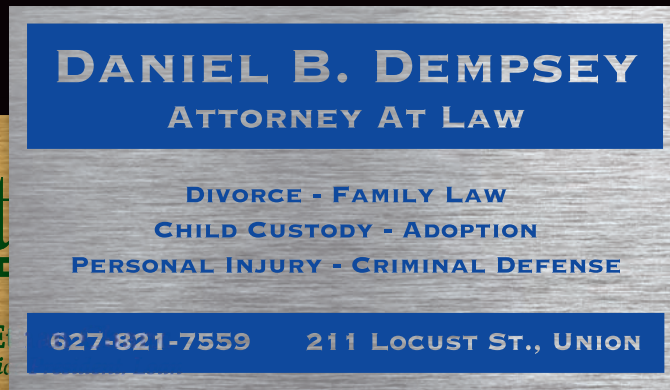 DANIEL B. DEMPSEY
ATTORNEY AT LAW
DIVORCE - FAMILY LAW
CHILD CUSTODY - ADOPTION
PERSONAL INJURY - CRIMINAL DEFENSE
627-821-7559 211 LOCUST ST., UNION